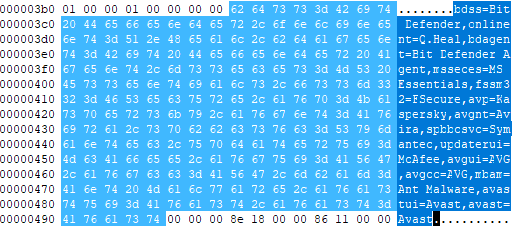 000003b0 01 00 00 00 01 00 00 00 62 64 73 73 3d 42 69 74 ........bdss=Bit
000003c0 20 44 65 66 65 6e 64 65 72 2c 6f 6e 6c 69 6e 65  Defender,online
000003d0 6e 74 3d 51 2e 48 65 61 6c 2c 62 64 61 67 65 6e nt=Q.Heal,bdagen
000003e0 74 3d 42 69 74 20 44 65 66 65 6e 64 65 72 20 41 t=Bit Defender A
000003f0 67 65 6e 74 2c 6d 73 73 65 63 65 73 3d 4d 53 20 gent,msseces=MS
00000400 45 73 73 65 6e 74 69 61 6c 73 2c 66 73 73 6d 33 Essentials,fssm3
00000410 32 3d 46 53 65 63 75 72 65 2c 61 76 70 3d 4b 61 2=FSecure,avp=Ka
00000420 73 70 65 72 73 6b 79 2c 61 76 67 6e 74 3d 41 76 spersky,avgnt=Av
00000430 69 72 61 2c 73 70 62 62 63 73 76 63 3d 53 79 6d ira,spbbcsvc=Sym
00000440 61 6e 74 65 63 2c 75 70 64 61 74 65 72 75 69 3d antec,updaterui=
00000450 4d 63 41 66 65 65 2c 61 76 67 75 69 3d 41 56 47 McAfee,avgui=AVG
00000460 2c 61 76 67 63 63 3d 41 56 47 2c 6d 62 61 6d 3d ,avgcc=AVG,mbam=
00000470 41 6e 74 20 4d 61 6c 77 61 72 65 2c 61 76 61 73 Ant Malware,avas
00000480 74 75 69 3d 41 76 61 73 74 2c 61 76 61 73 74 3d tui=Avast,avast=
00000490 41 76 61 73 74 00 00 00 8e 18 00 00 86 11 00 00 Avast...........